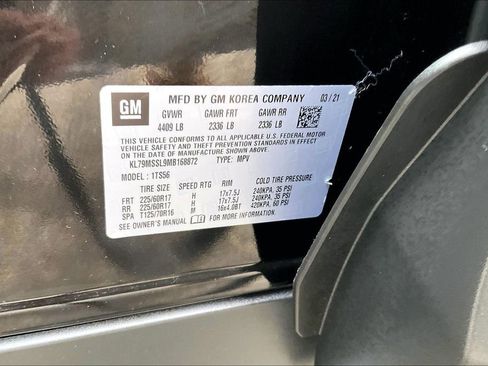 GM
MFD BY GM KOREA COMPANY 03/21
GVWR GAWR FRT GAWR RR
4409 LB 2336 LB 2336 LB
THIS VEHICLE CONFORMS TO ALL APPLICABLE U.S. FEDERAL MOTOR
VEHICLE SAFETY, BUMPER, AND THEFT PREVENTION STANDARDS IN
EFFECT ON THE DATE OF MANUFACTURE SHOWN ABOVE.
KL79MSSL9MB168872 TYPE: MPV
MODEL: 1TS56
TIRE SIZE SPEED RTG RIM COLD TIRE PRESSURE
FRT 225/60R17 H 17x7.5J 240KPA, 35 PSI
RR 225/60R17 H 17x7.5J 240KPA, 35 PSI
SPA T125/70R16 M 16x4.0BT 420KPA, 60 PSI
SEE OWNER'S MANUAL FOR MORE INFORMATION.